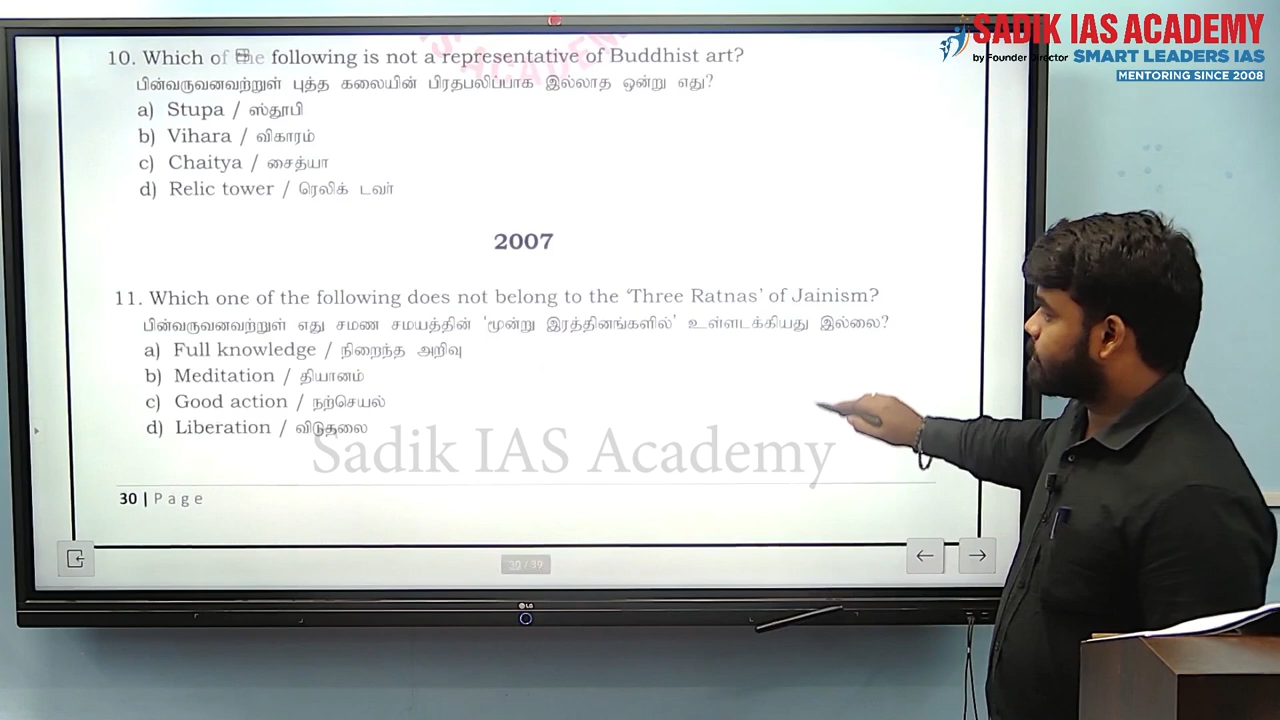 SADIK IAS ACADEMY
by Founder Director SMART LEADERS IAS
MENTORING SINCE 2008
10. Which of the following is not a representative of Buddhist art?
பின்வருவனவற்றுள் புத்த கலையின் பிரதபலிப்பாக இல்லாத ஒன்று எது?
a) Stupa / ஸ்தூபி
b) Vihara / விகாரம்
c) Chaitya / சைத்யா
d) Relic tower / ரெலிக் டவர்
2007
11. Which one of the following does not belong to the ‘Three Ratnas’ of Jainism?
பின்வருவனவற்றுள் எது சமண சமயத்தின் ‘மூன்று இரத்தினங்களில்’ உள்ளடக்கியது இல்லை?
a) Full knowledge / நிறைந்த அறிவு
b) Meditation / தியானம்
c) Good action / நற்செயல்
d) Liberation / விடுதலை
Sadik IAS Academy
30 | Page
30 / 39
LG